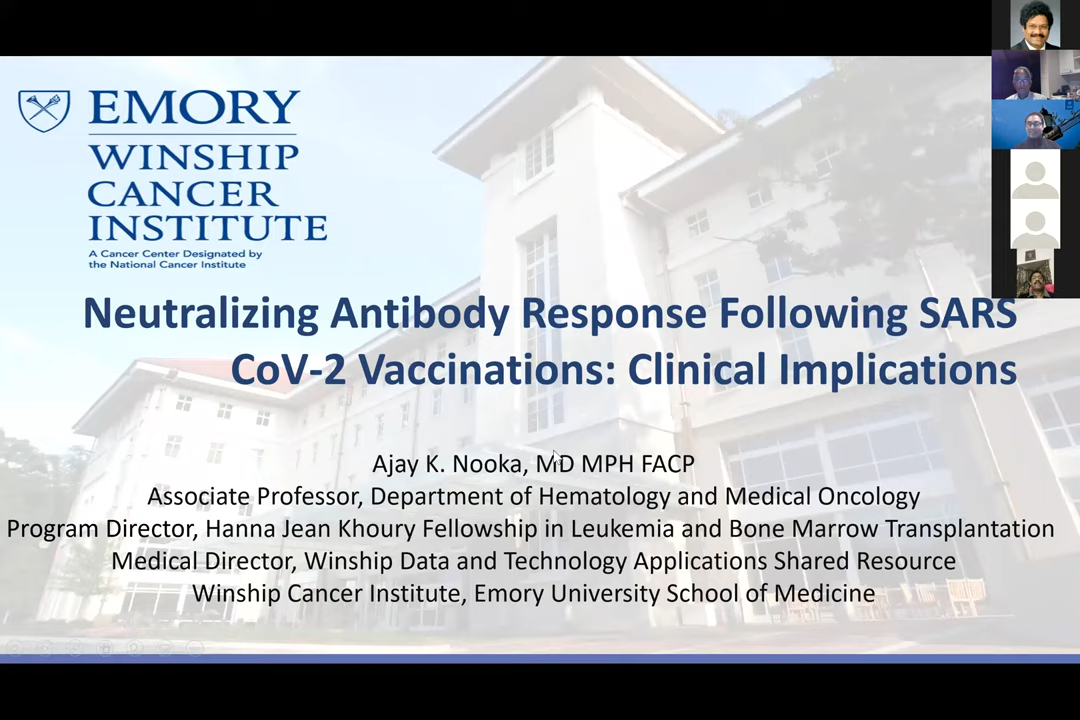 EMORY
WINSHIP
CANCER
INSTITUTE
A Cancer Center Designated by
the National Cancer Institute
Neutralizing Antibody Response Following SARS
CoV-2 Vaccinations: Clinical Implications
Ajay K. Nooka, MD MPH FACP
Associate Professor, Department of Hematology and Medical Oncology
Program Director, Hanna Jean Khoury Fellowship in Leukemia and Bone Marrow Transplantation
Medical Director, Winship Data and Technology Applications Shared Resource
Winship Cancer Institute, Emory University School of Medicine